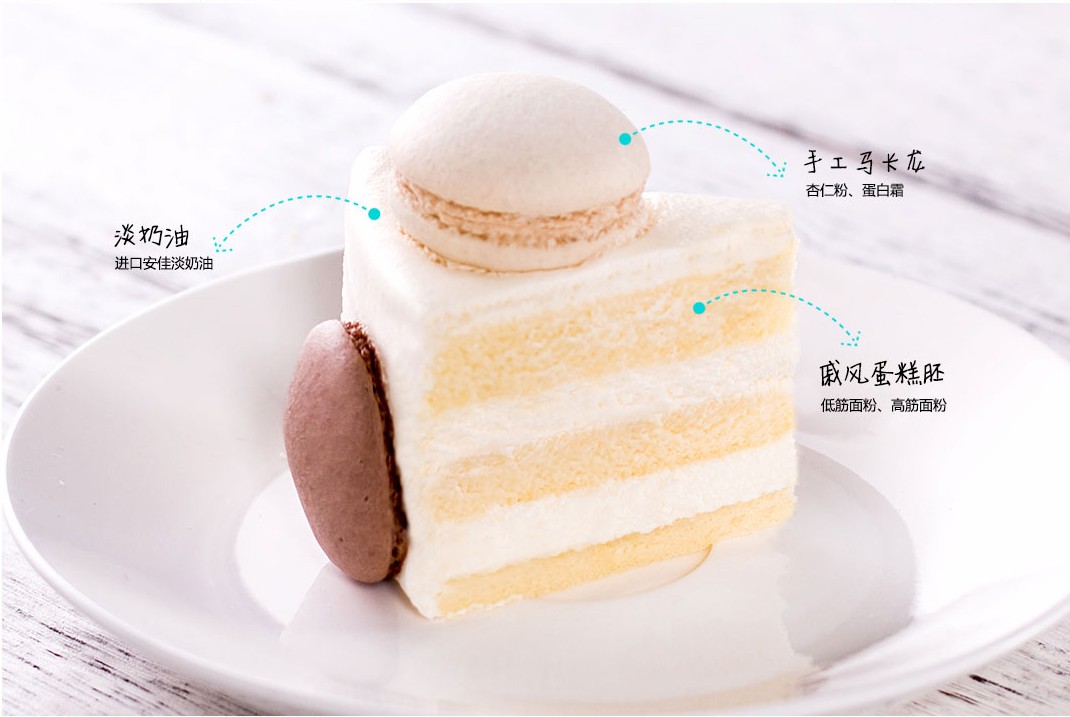 手工马卡龙
杏仁粉、蛋白霜
淡奶油
进口安佳淡奶油
戚风蛋糕胚
低筋面粉、高筋面粉